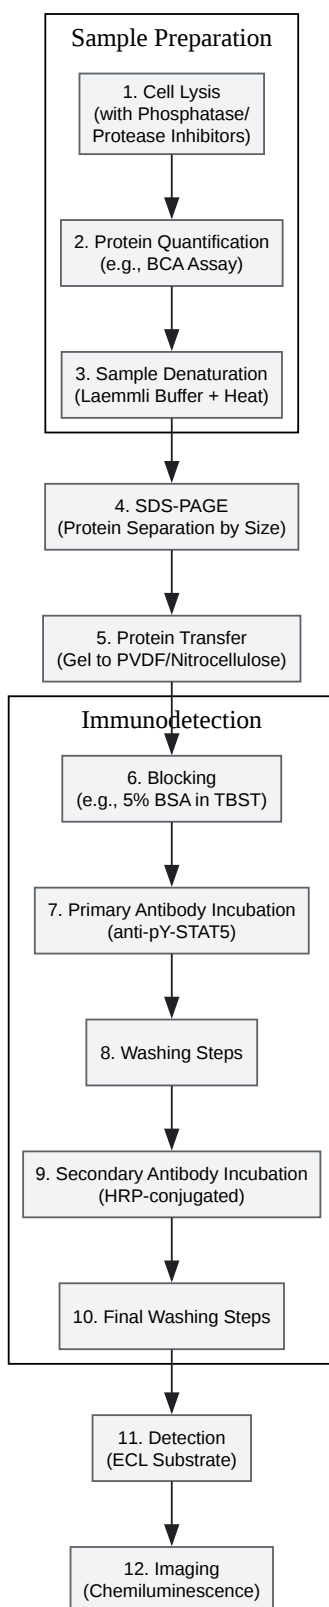 Sample Preparation
1. Cell Lysis
(with Phosphatase/
Protease Inhibitors)
2. Protein Quantification
(e.g., BCA Assay)
3. Sample Denaturation
(Laemmli Buffer + Heat)
4. SDS-PAGE
(Protein Separation by Size)
5. Protein Transfer
(Gel to PVDF/Nitrocellulose)
Immunodetection
6. Blocking
(e.g., 5% BSA in TBST)
7. Primary Antibody Incubation
(anti-pY-STAT5)
8. Washing Steps
9. Secondary Antibody Incubation
(HRP-conjugated)
10. Final Washing Steps
11. Detection
(ECL Substrate)
12. Imaging
(Chemiluminescence)